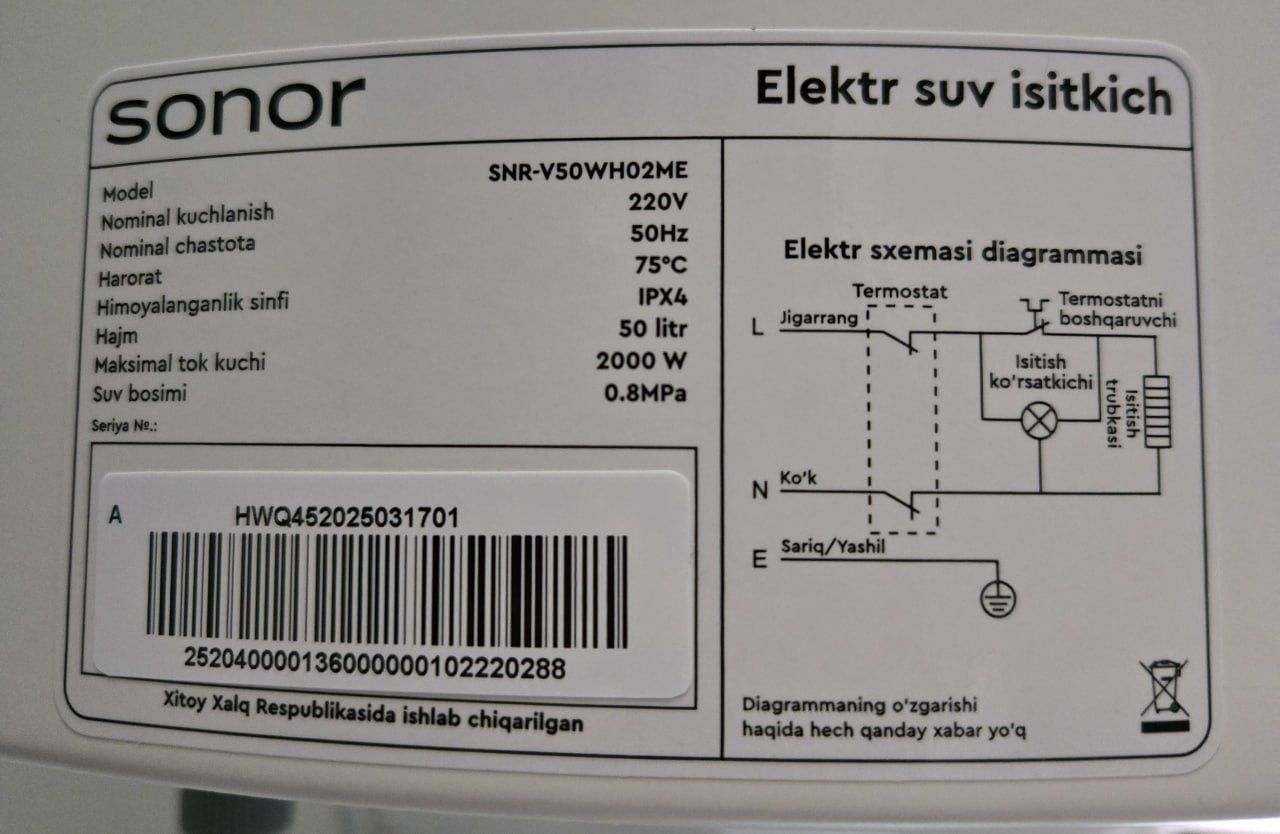 sonor
Elektr suv isitkich
Model SNR-V50WH02ME
Nominal kuchlanish 220V
Nominal chastota 50Hz
Harorat 75°C
Himoyalanganlik sinfi IPX4
Hajm 50 litr
Maksimal tok kuchi 2000 W
Suv bosimi 0.8MPa
Seriya №.:
A HWQ452025031701
2520400001360000000102220288
Xitoy Xalq Respublikasida ishlab chiqarilgan
Elektr sxemasi diagrammasi
Termostat
Termostatni
boshqaruvchi
L Jigarrang
Isitish
ko'rsatkichi
Isitish
trubkasi
N Ko'k
E Sariq/Yashil
Diagrammaning o'zgarishi
haqida hech qanday xabar yo'q